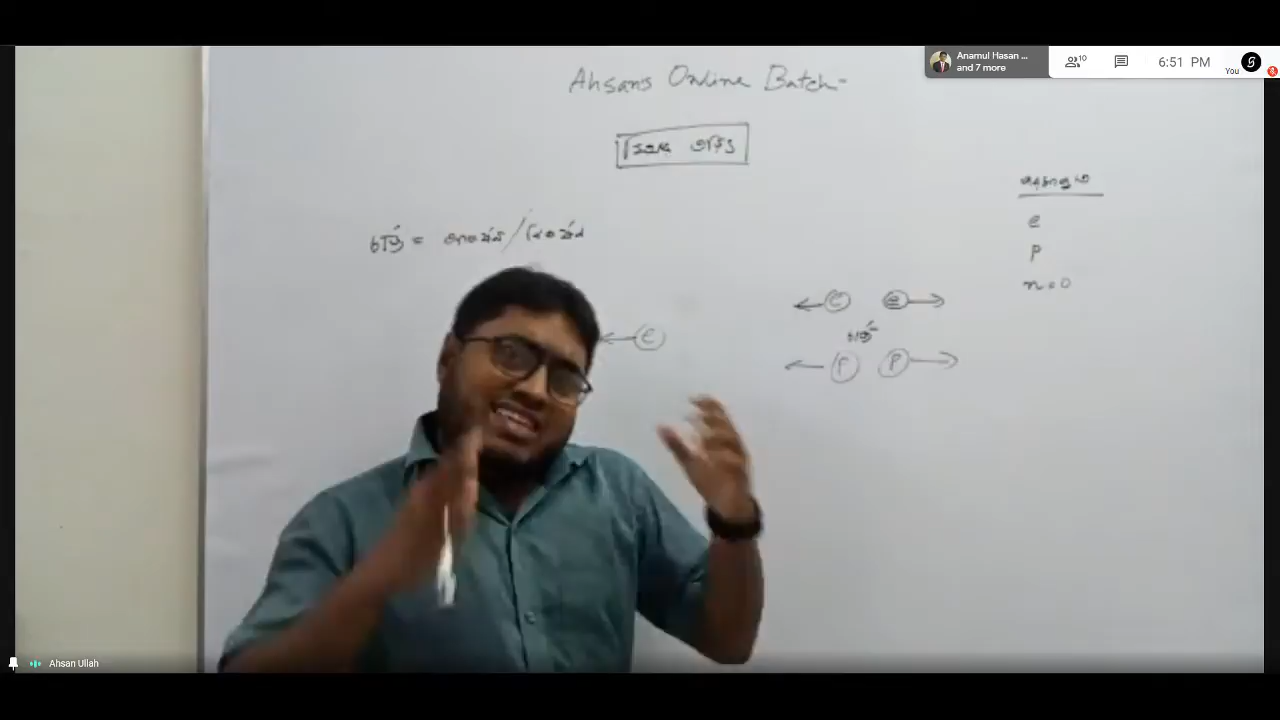 Anamul Hasan ...
and 7 more
10
6:51 PM
You
Ahsans Online Batch-
স্থির তড়িৎ
চার্জ = আকর্ষণ/বিকর্ষণ
e
p
n = 0
e e
চার্জ
e
P P
Ahsan Ullah